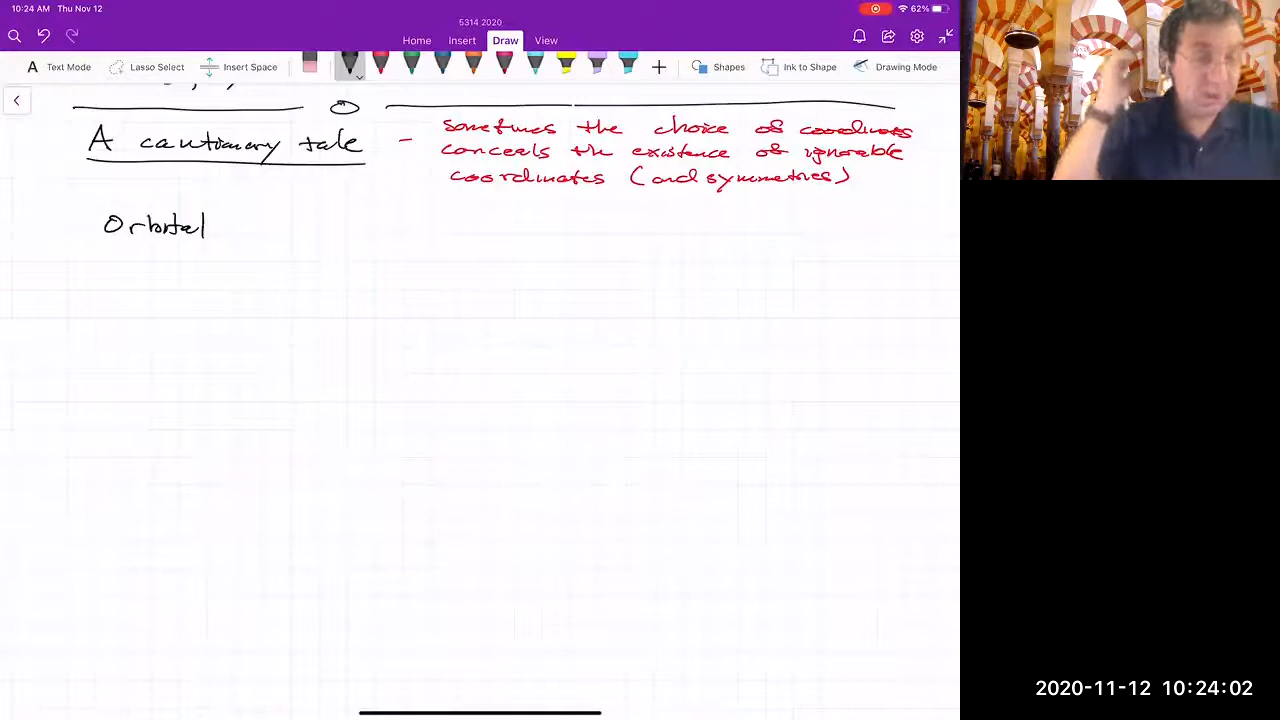 10:24 AM Thu Nov 12
62%
5314 2020
Home Insert Draw View
Text Mode Lasso Select Insert Space Shapes Ink to Shape Drawing Mode
A cautionary tale - sometimes the choice of coordinates
conceals the existence of ignorable
coordinates (and symmetries)
Orbital
2020-11-12 10:24:02